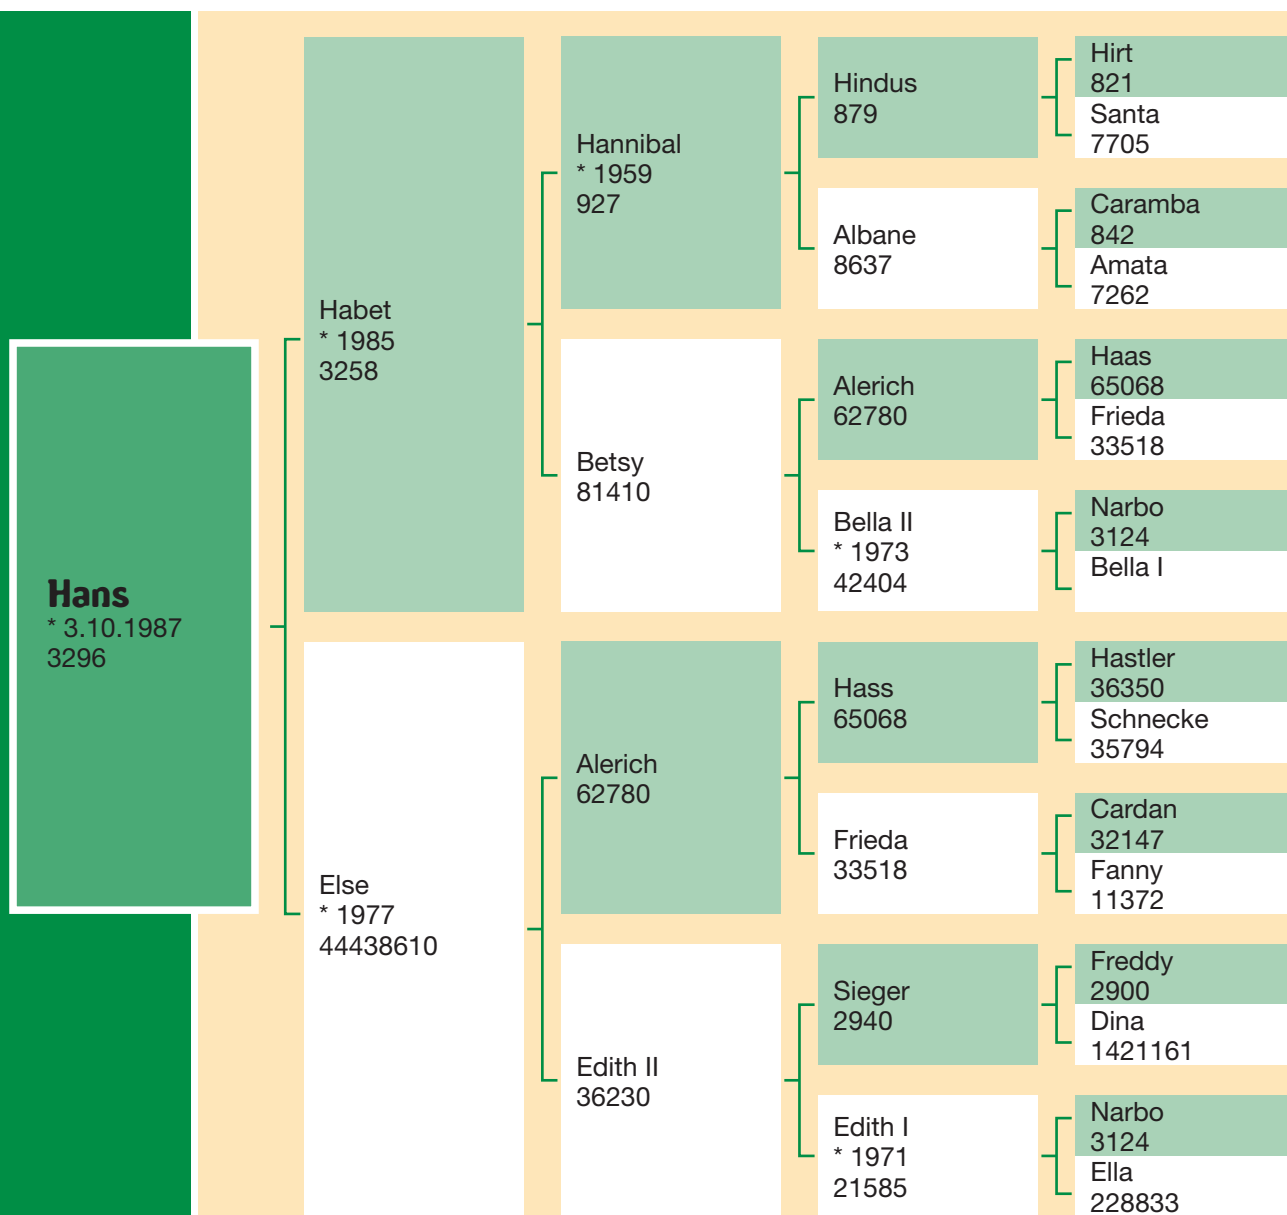 Hans
* 3.10.1987
3296
Habet
* 1985
3258
Else
* 1977
44438610
Hannibal
* 1959
927
Betsy
81410
Alerich
62780
Edith II
36230
Hindus
879
Albane
8637
Alerich
62780
Bella II
* 1973
42404
Hass
65068
Frieda
33518
Sieger
2940
Edith I
* 1971
21585
Hirt
821
Santa
7705
Caramba
842
Amata
7262
Haas
65068
Frieda
33518
Narbo
3124
Bella I
Hastler
36350
Schnecke
35794
Cardan
32147
Fanny
11372
Freddy
2900
Dina
1421161
Narbo
3124
Ella
228833